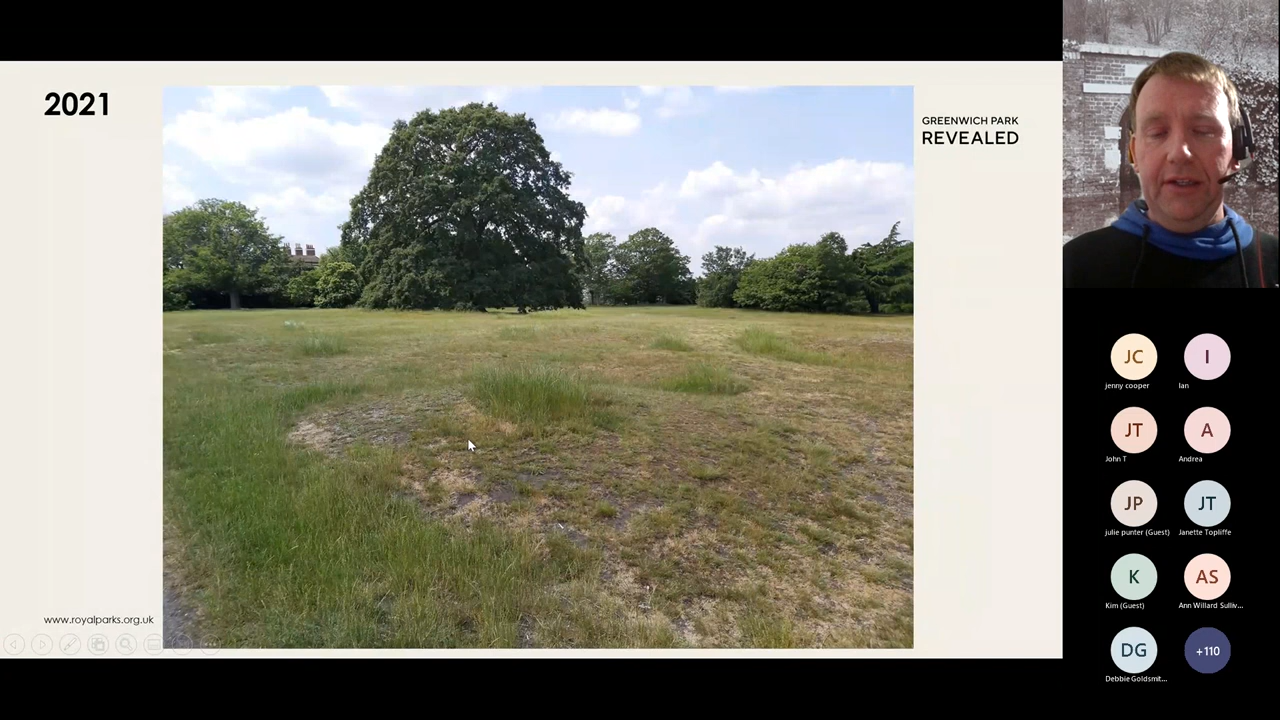 2021
GREENWICH PARK
REVEALED
www.royalparks.org.uk
JC
jenny cooper
I
Ian
JT
John T
A
Andrea
JP
julie punter (Guest)
JT
Janette Topliffe
K
Kim (Guest)
AS
Ann Willard Sulliv...
DG
Debbie Goldsmit...
+110